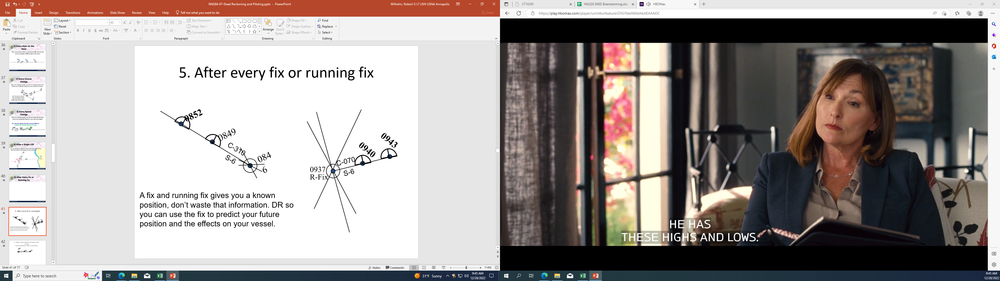 NN284-07-Dead Reckoning and Piloting.pptx - PowerPoint
Wilhelm, Robert G LT USN USNA Annapolis
File Home Insert Design Transitions Animations Slide Show Review View Help Tell me what you want to do
Share
Paste
Cut
Copy
Format Painter
Clipboard
New
Slide
Layout
Reset
Section
Slides
40
B I U S abc AV Aa A
Font
Text Direction
Align Text
Convert to SmartArt
Paragraph
Arrange
Quick
Styles
Shape Fill
Shape Outline
Shape Effects
Drawing
Find
Replace
Select
Editing
36
1) Every Hour on the
Hour
37
2) Every Course
Change
38
3) Every Speed
Change
39
4) After a Single LOP
40
5) After Every Fix or
Running Fix
41
5. After every fix or running fix
42
5. After every fix or running fix
0852
0849
C-310
S-6
084
6
0943
0940
C-070
S-6
0937
R-Fix
A fix and running fix gives you a known
position, don’t waste that information. DR so
you can use the fix to predict your future
position and the effects on your vessel.
Slide 41 of 77
Notes
Comments
114%
Type here to search
31°F Sunny
9:45 AM
12/28/2022
2774295
NN220 SKED Brainstorming.xlsx
HBOMax
https://play.hbomax.com/player/urn:hbo:feature:GYGITdwN6IbihkAEAAADC
HE HAS
THESE HIGHS AND LOWS.
9:45 AM
12/28/2022